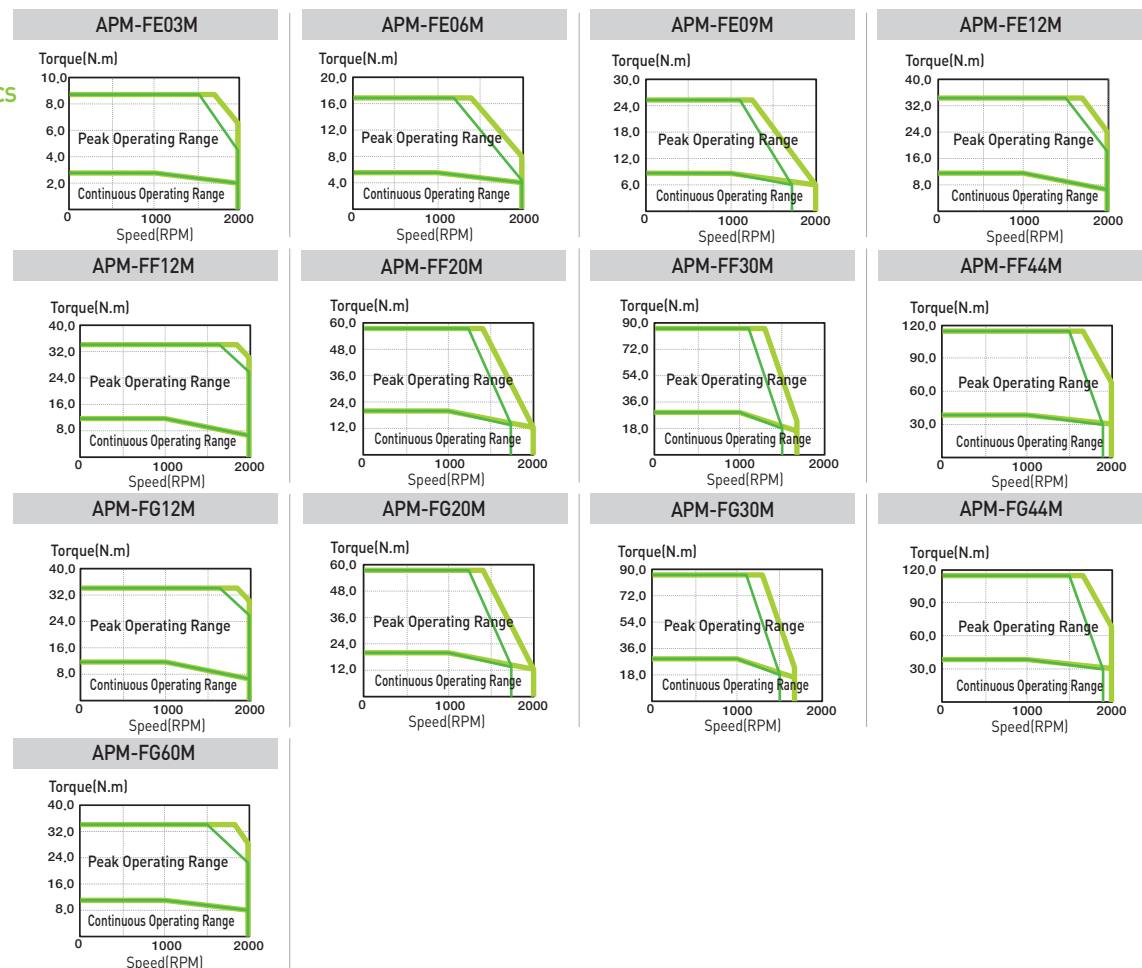 cs
APM-FE03M
Torque(N.m)
10,0
8,0
6,0
4,0
2,0
Peak Operating Range
Continuous Operating Range
0 1000 2000
Speed(RPM)
APM-FE06M
Torque(N.m)
20,0
16,0
12,0
8,0
4,0
Peak Operating Range
Continuous Operating Range
0 1000 2000
Speed(RPM)
APM-FE09M
Torque(N.m)
30,0
24,0
18,0
12,0
6,0
Peak Operating Range
Continuous Operating Range
0 1000 2000
Speed(RPM)
APM-FE12M
Torque(N.m)
40,0
32,0
24,0
16,0
8,0
Peak Operating Range
Continuous Operating Range
0 1000 2000
Speed(RPM)
APM-FF12M
Torque(N.m)
40,0
32,0
24,0
16,0
8,0
Peak Operating Range
Continuous Operating Range
0 1000 2000
Speed(RPM)
APM-FF20M
Torque(N.m)
60,0
48,0
36,0
24,0
12,0
Peak Operating Range
Continuous Operating Range
0 1000 2000
Speed(RPM)
APM-FF30M
Torque(N.m)
90,0
72,0
54,0
36,0
18,0
Peak Operating Range
Continuous Operating Range
0 1000 2000
Speed(RPM)
APM-FF44M
Torque(N.m)
120,0
90,0
60,0
30,0
Peak Operating Range
Continuous Operating Range
0 1000 2000
Speed(RPM)
APM-FG12M
Torque(N.m)
40,0
32,0
24,0
16,0
8,0
Peak Operating Range
Continuous Operating Range
0 1000 2000
Speed(RPM)
APM-FG20M
Torque(N.m)
60,0
48,0
36,0
24,0
12,0
Peak Operating Range
Continuous Operating Range
0 1000 2000
Speed(RPM)
APM-FG30M
Torque(N.m)
90,0
72,0
54,0
36,0
18,0
Peak Operating Range
Continuous Operating Range
0 1000 2000
Speed(RPM)
APM-FG44M
Torque(N.m)
120,0
90,0
60,0
30,0
Peak Operating Range
Continuous Operating Range
0 1000 2000
Speed(RPM)
APM-FG60M
Torque(N.m)
40,0
32,0
24,0
16,0
8,0
Peak Operating Range
Continuous Operating Range
0 1000 2000
Speed(RPM)